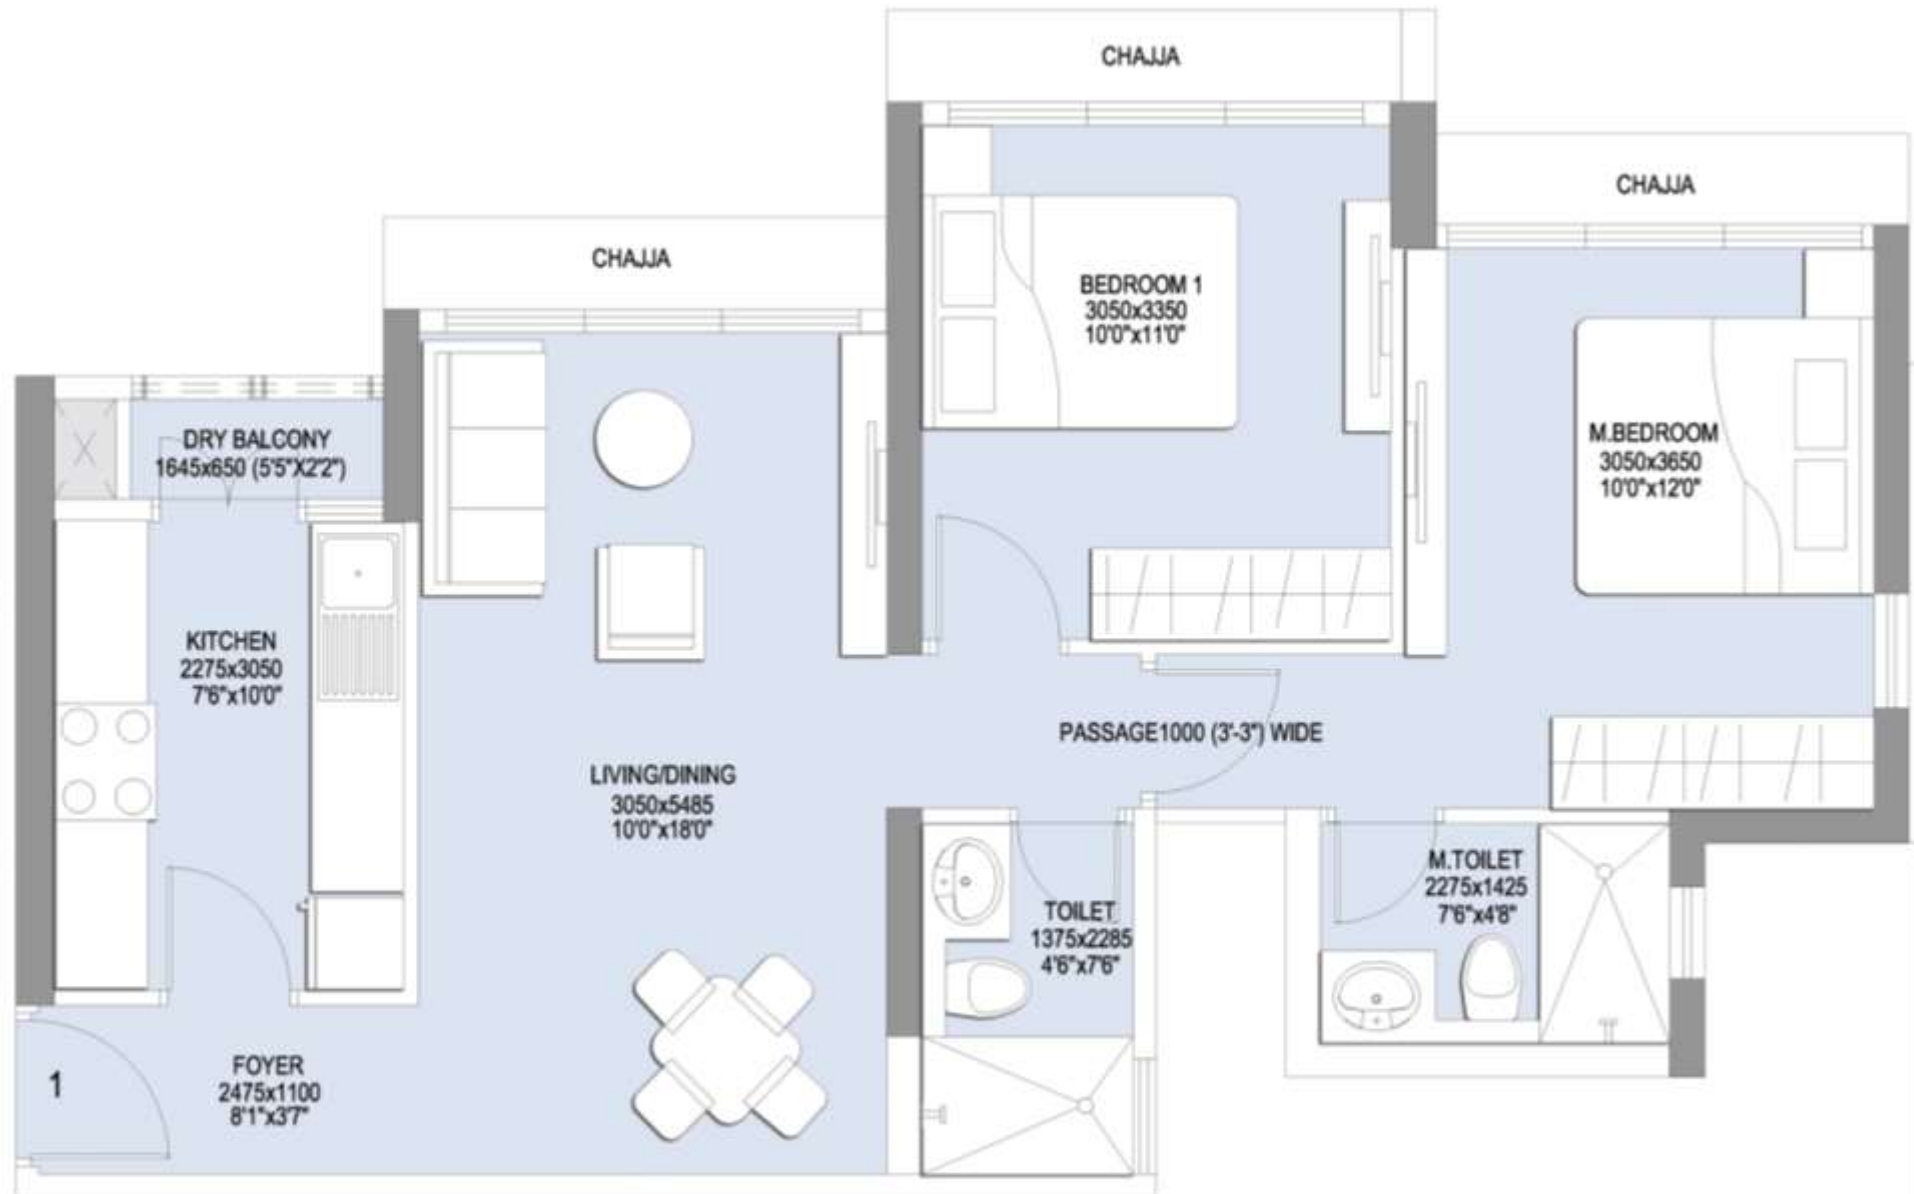 CHAJJA
CHAJJA
CHAJJA
BEDROOM 1
3050x3350
10'0"x11'0"
M.BEDROOM
3050x3650
10'0"x12'0"
DRY BALCONY
1645x650 (5'5"X2'2")
KITCHEN
2275x3050
7'6"x10'0"
PASSAGE1000 (3'-3") WIDE
LIVING/DINING
3050x5485
10'0"x18'0"
M.TOILET
2275x1425
7'6"x4'8"
TOILET
1375x2285
4'6"x7'6"
FOYER
2475x1100
8'1"x3'7"
1